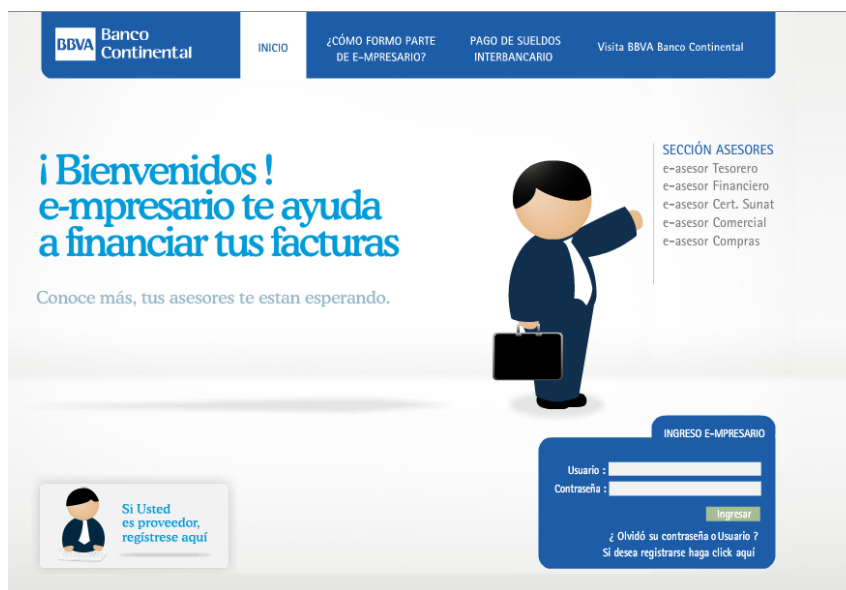 BBVA Banco
Continental
INICIO
¿CÓMO FORMO PARTE
DE E-MPRESARIO?
PAGO DE SUELDOS
INTERBANCARIO
Visita BBVA Banco Continental
¡ Bienvenidos !
e-mpresario te ayuda
a financiar tus facturas
Conoce más, tus asesores te estan esperando.
SECCIÓN ASESORES
e-asesor Tesorero
e-asesor Financiero
e-asesor Cert. Sunat
e-asesor Comercial
e-asesor Compras
INGRESO E-MPRESARIO
Usuario :
Contraseña :
Ingresar
¿ Olvidó su contraseña o Usuario ?
Si desea registrarse haga click aquí
Si Usted
es proveedor,
regístrese aquí